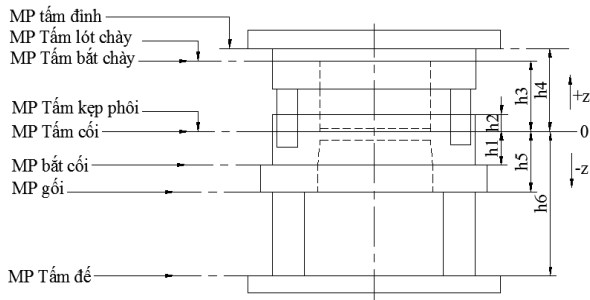 MP tấm đỉnh
MP Tấm lót chày
MP Tấm bắt chày
MP Tấm kẹp phôi
MP Tấm cối
MP bắt cối
MP gối
MP Tấm đế
h3
h4
h2
h1
h5
h6
+z
0
-z